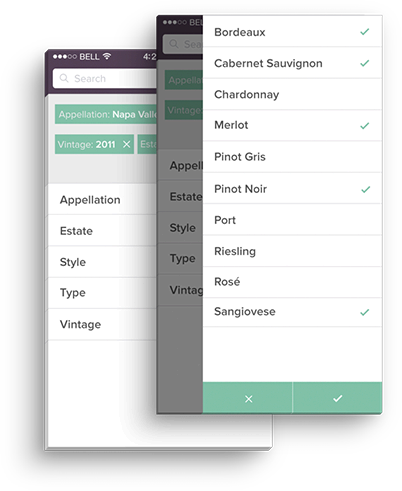 BELL 4:2
Search
Appellation: Napa Valle
Vintage: 2011
Esta
Appellation
Estate
Style
Type
Vintage
BELL
Search
Appella
Vintage
Appella
Estate
Style
Type
Vintag
Bordeaux
Cabernet Sauvignon
Chardonnay
Merlot
Pinot Gris
Pinot Noir
Port
Riesling
Rosé
Sangiovese